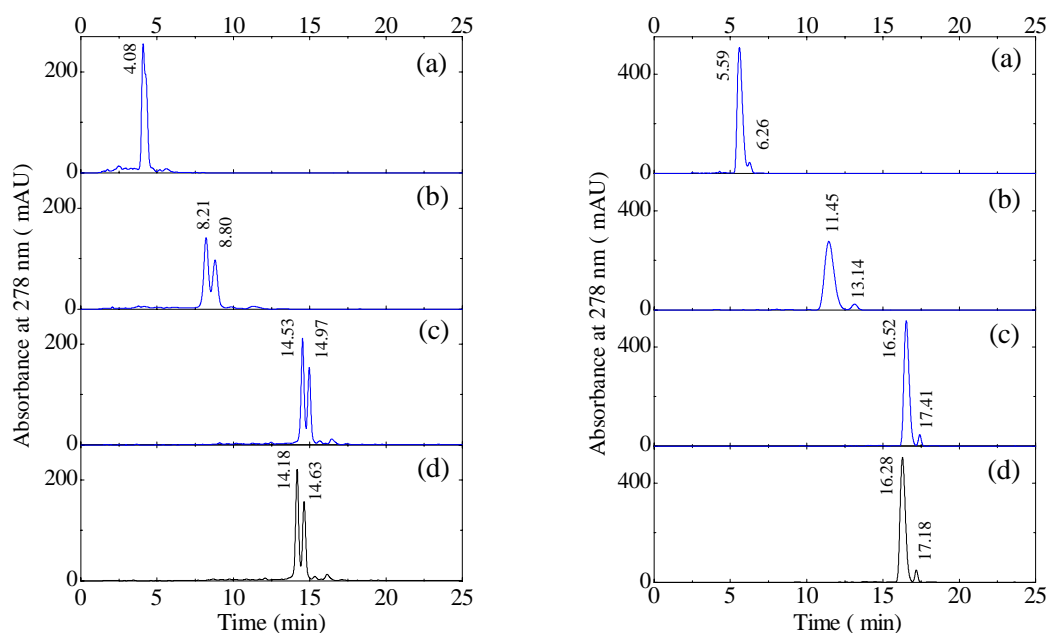 0 5 10 15 20 25
200
0
4.08
(a)
200
0
8.21
8.80
(b)
200
0
14.53
14.97
(c)
200
0
14.18
14.63
(d)
0 5 10 15 20 25
Time (min)
Absorbance at 278 nm ( mAU)
0 5 10 15 20 25
400
0
5.59
6.26
(a)
400
0
11.45
13.14
(b)
400
0
16.52
17.41
(c)
400
0
16.28
17.18
(d)
0 5 10 15 20 25
Time ( min)
Absorbance at 278 nm ( mAU)